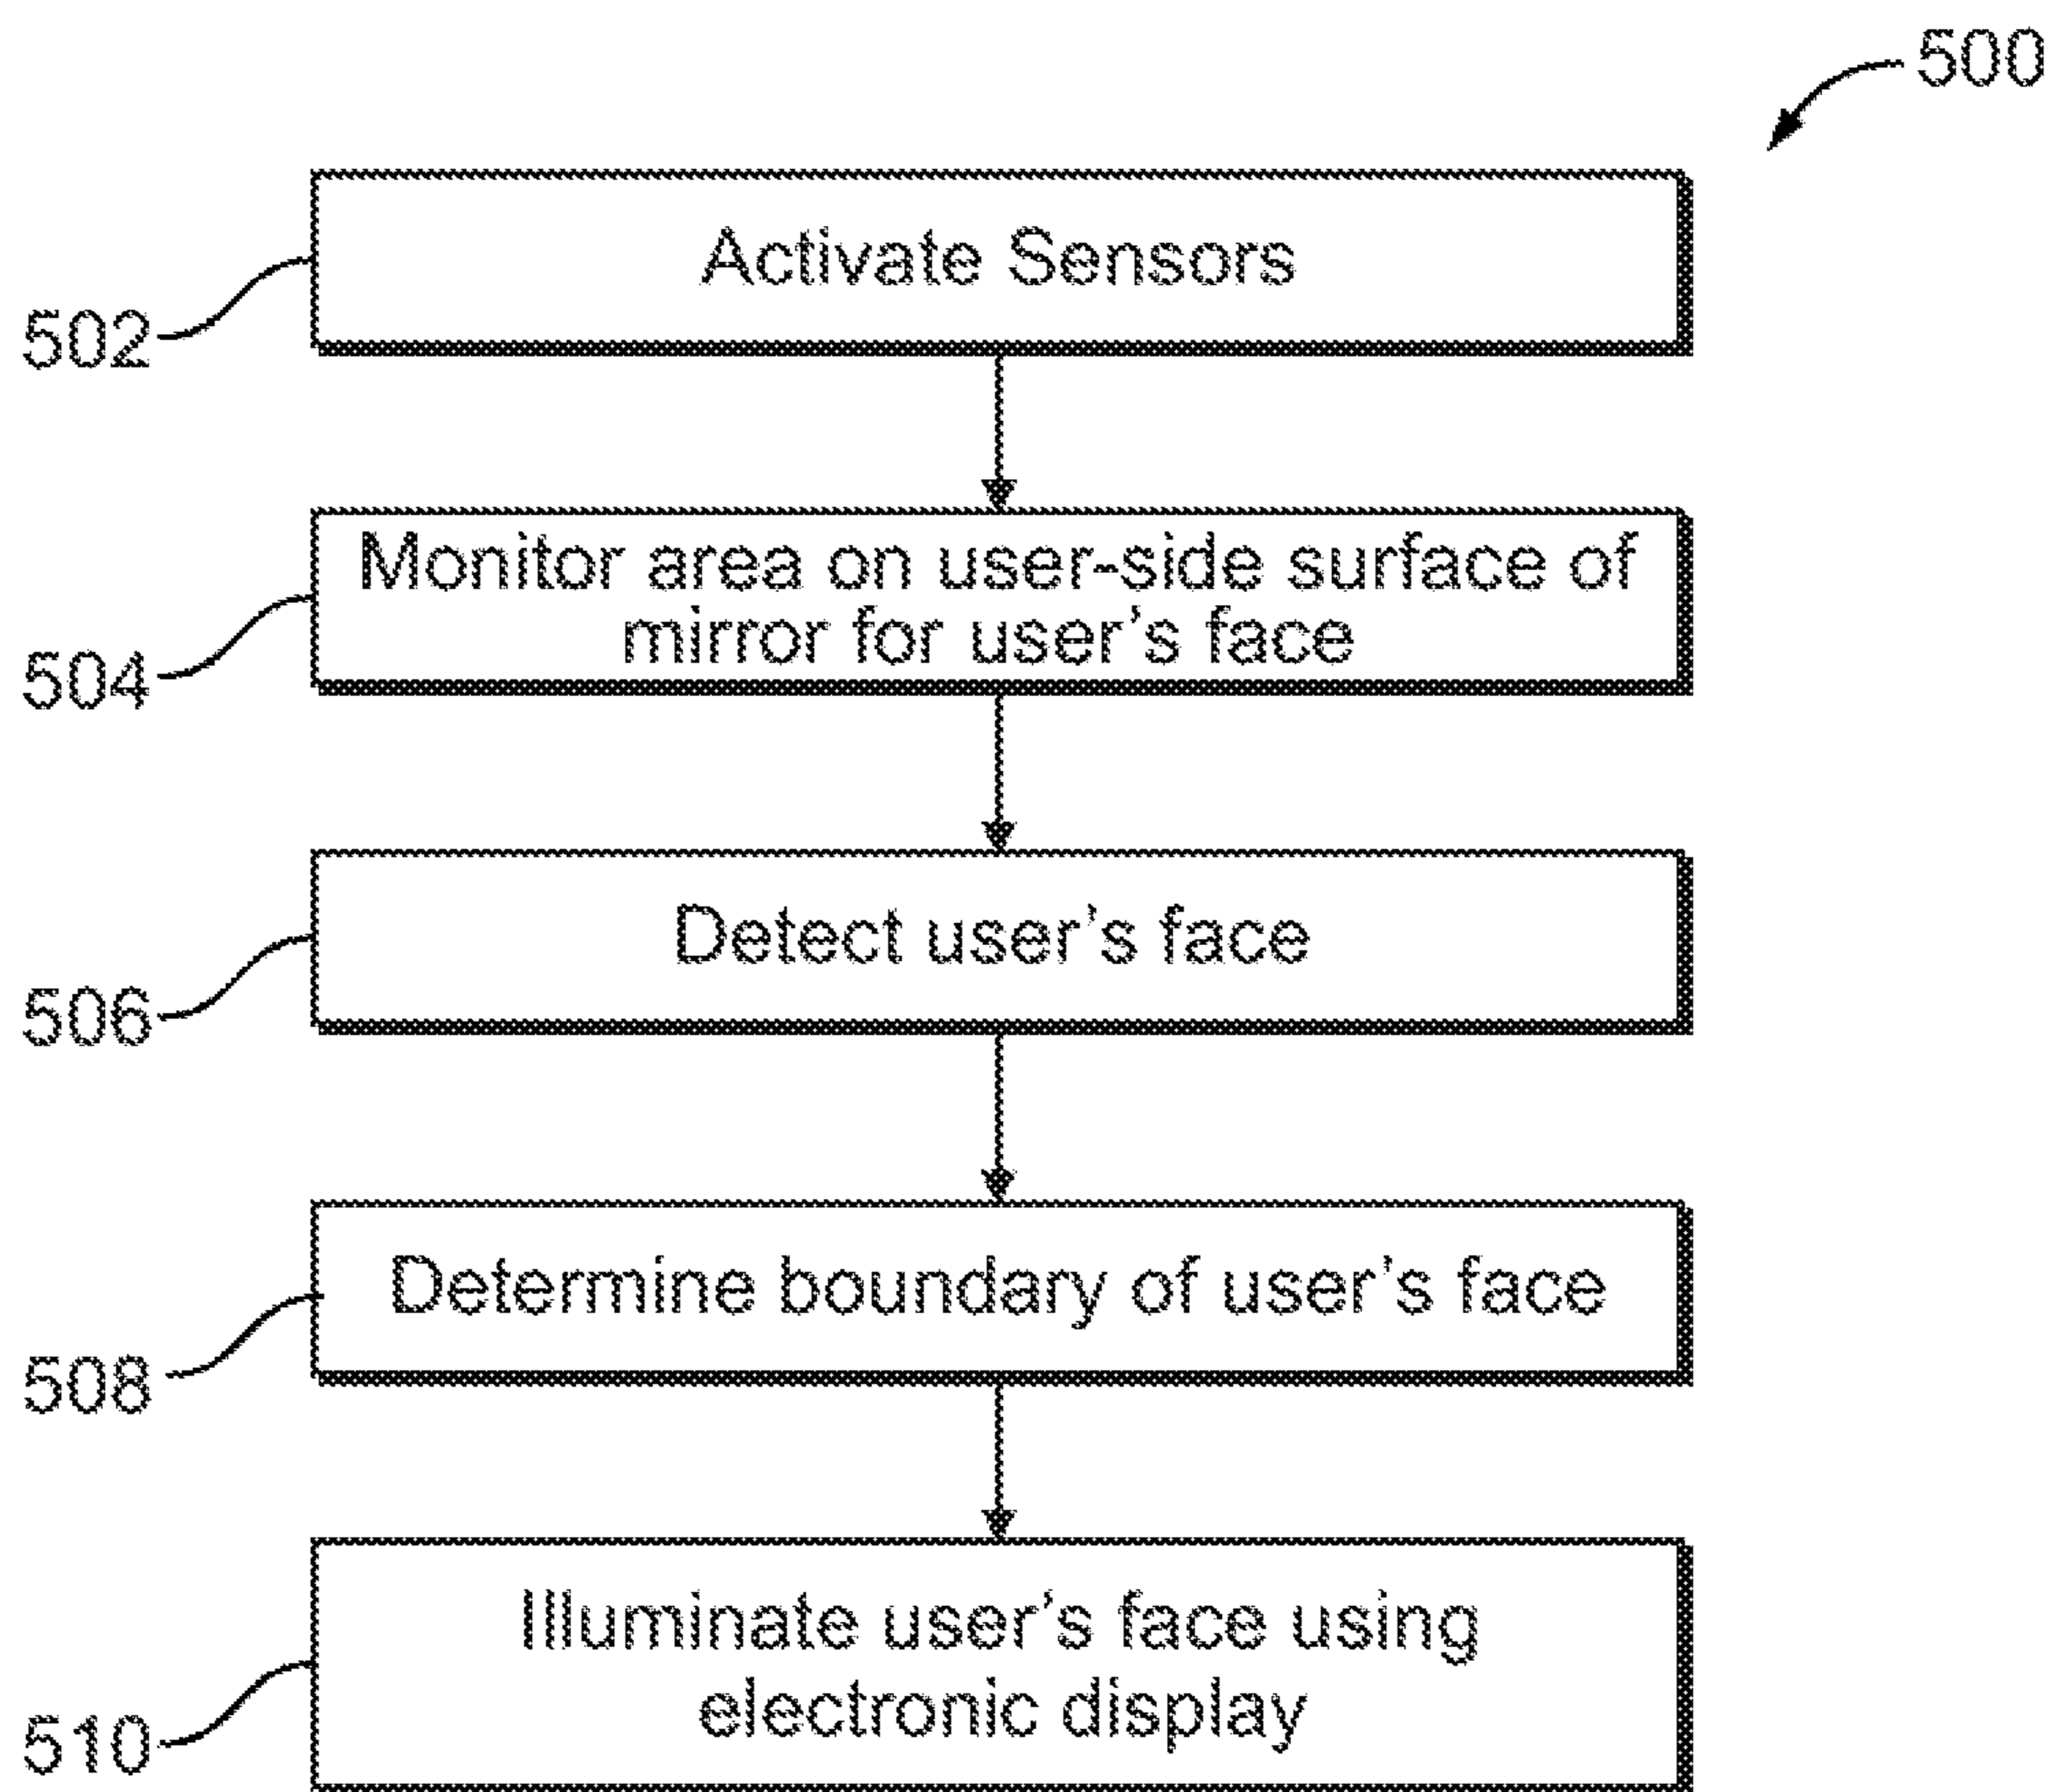 500
Activate Sensors
502
Monitor area on user-side surface of
mirror for user's face
504
Detect user's face
506
Determine boundary of user's face
508
Illuminate user's face using
electronic display
510